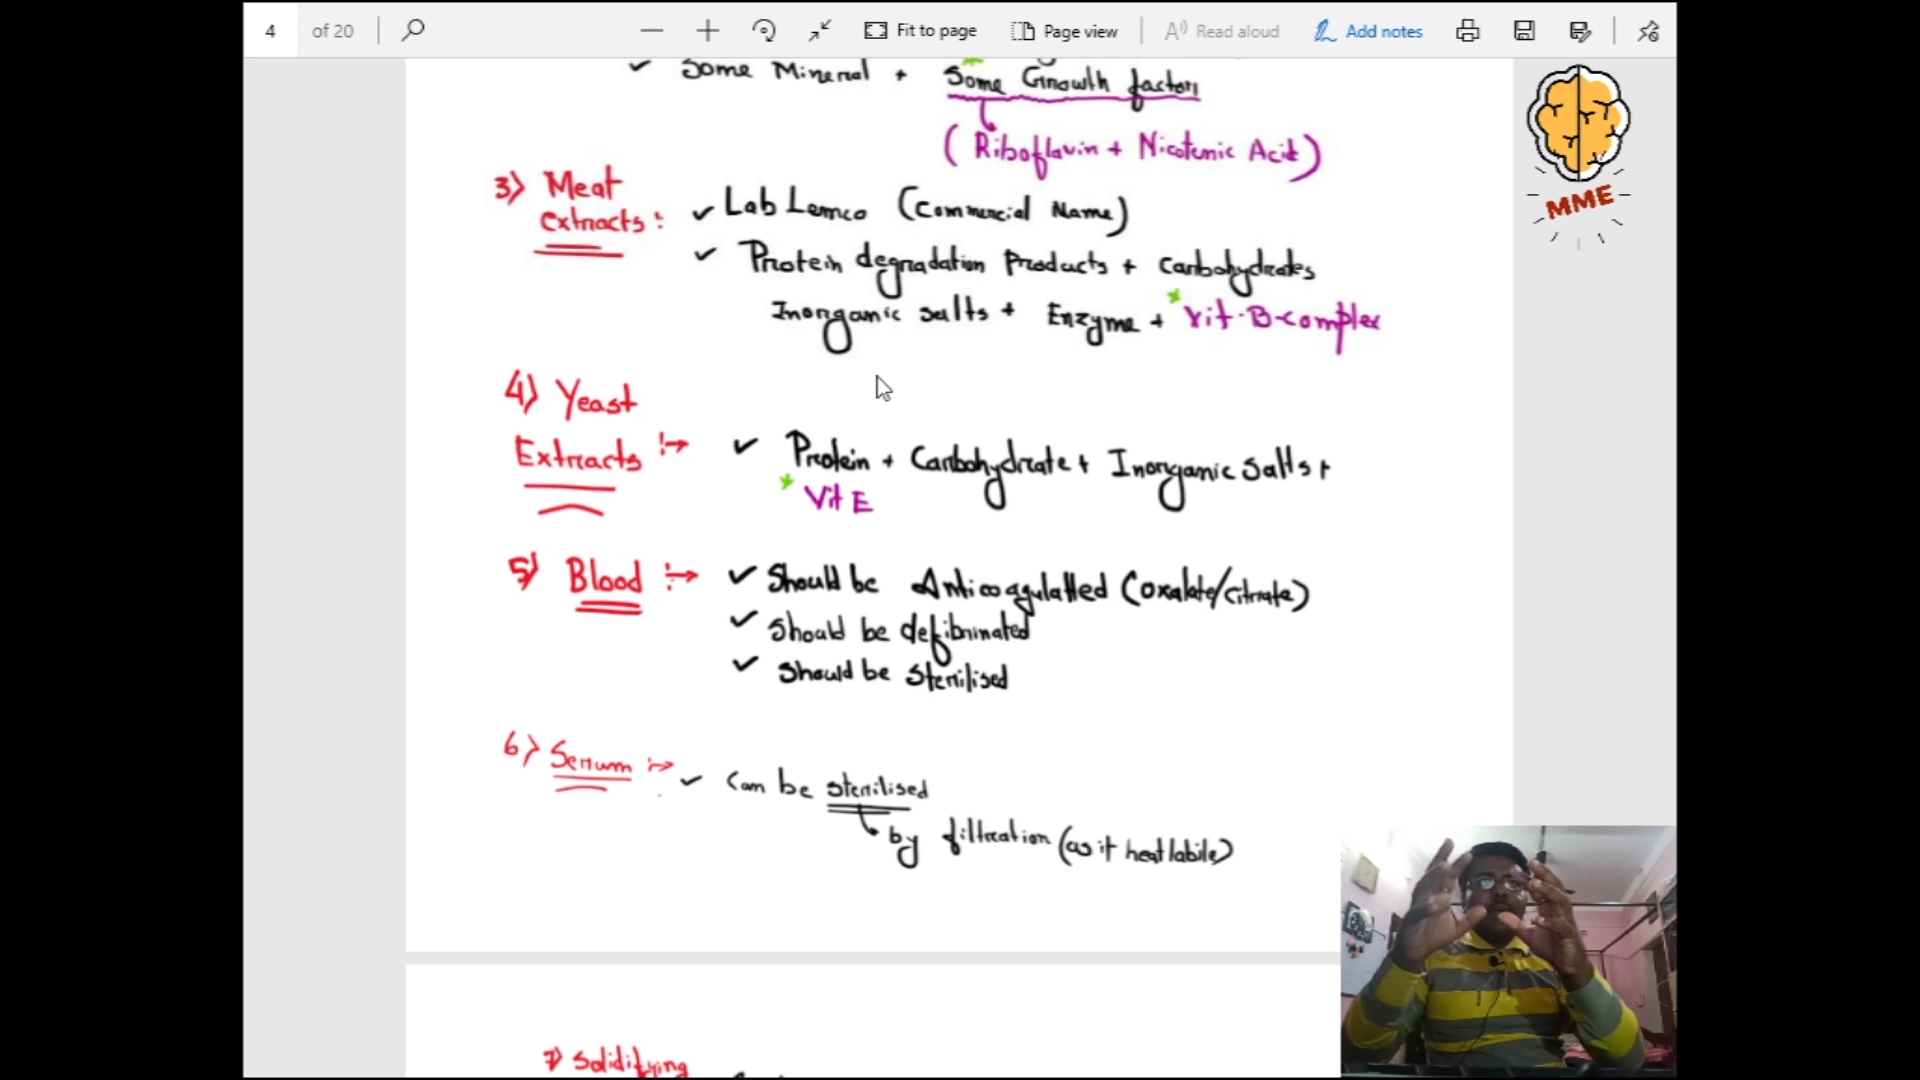 4 of 20 Fit to page Page view Read aloud Add notes
✓ Some Mineral + Some Growth factors
(Riboflavin + Nicotenic Acid)
MME
3) Meat extracts: ✓ Lab Lemco (Commercial Name)
✓ Protein degradation Products + Carbohydrates
Inorganic salts + Enzyme + *Vit-B-complex
4) Yeast
Extracts :→ ✓ Protein + Carbohydrate + Inorganic Salts +
*Vit E
5) Blood :→ ✓ Should be Anticoagulatted (oxalate/citrate)
✓ Should be defibrinated
✓ Should be Sterilised
6) Serum :→ ✓ Can be sterilised
by filtration (as it heat labile)
7) Solidifying